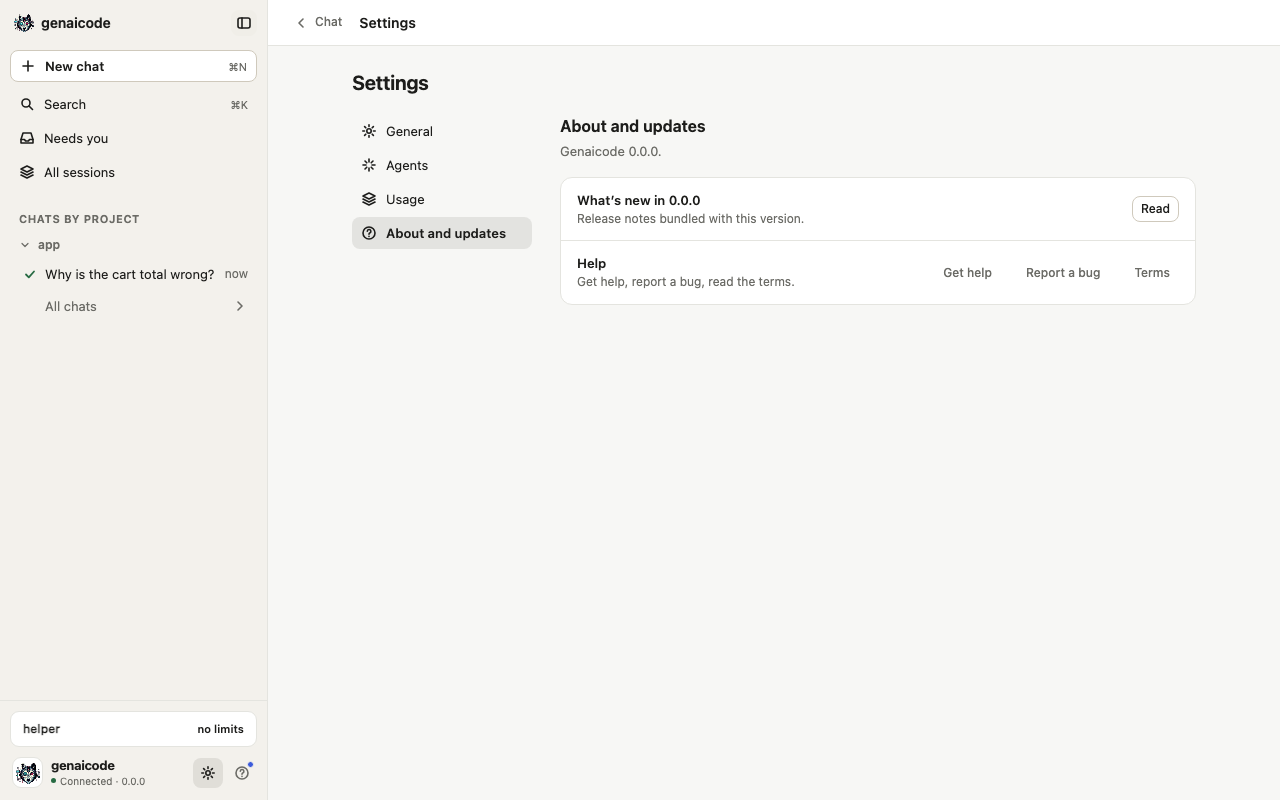 genaicode
New chat ⌘N
Search ⌘K
Needs you
All sessions
CHATS BY PROJECT
app
Why is the cart total wrong? now
All chats
helper no limits
genaicode
Connected · 0.0.0
Chat Settings
Settings
General
Agents
Usage
About and updates
About and updates
Genaicode 0.0.0.
What's new in 0.0.0
Release notes bundled with this version.
Read
Help
Get help, report a bug, read the terms.
Get help Report a bug Terms